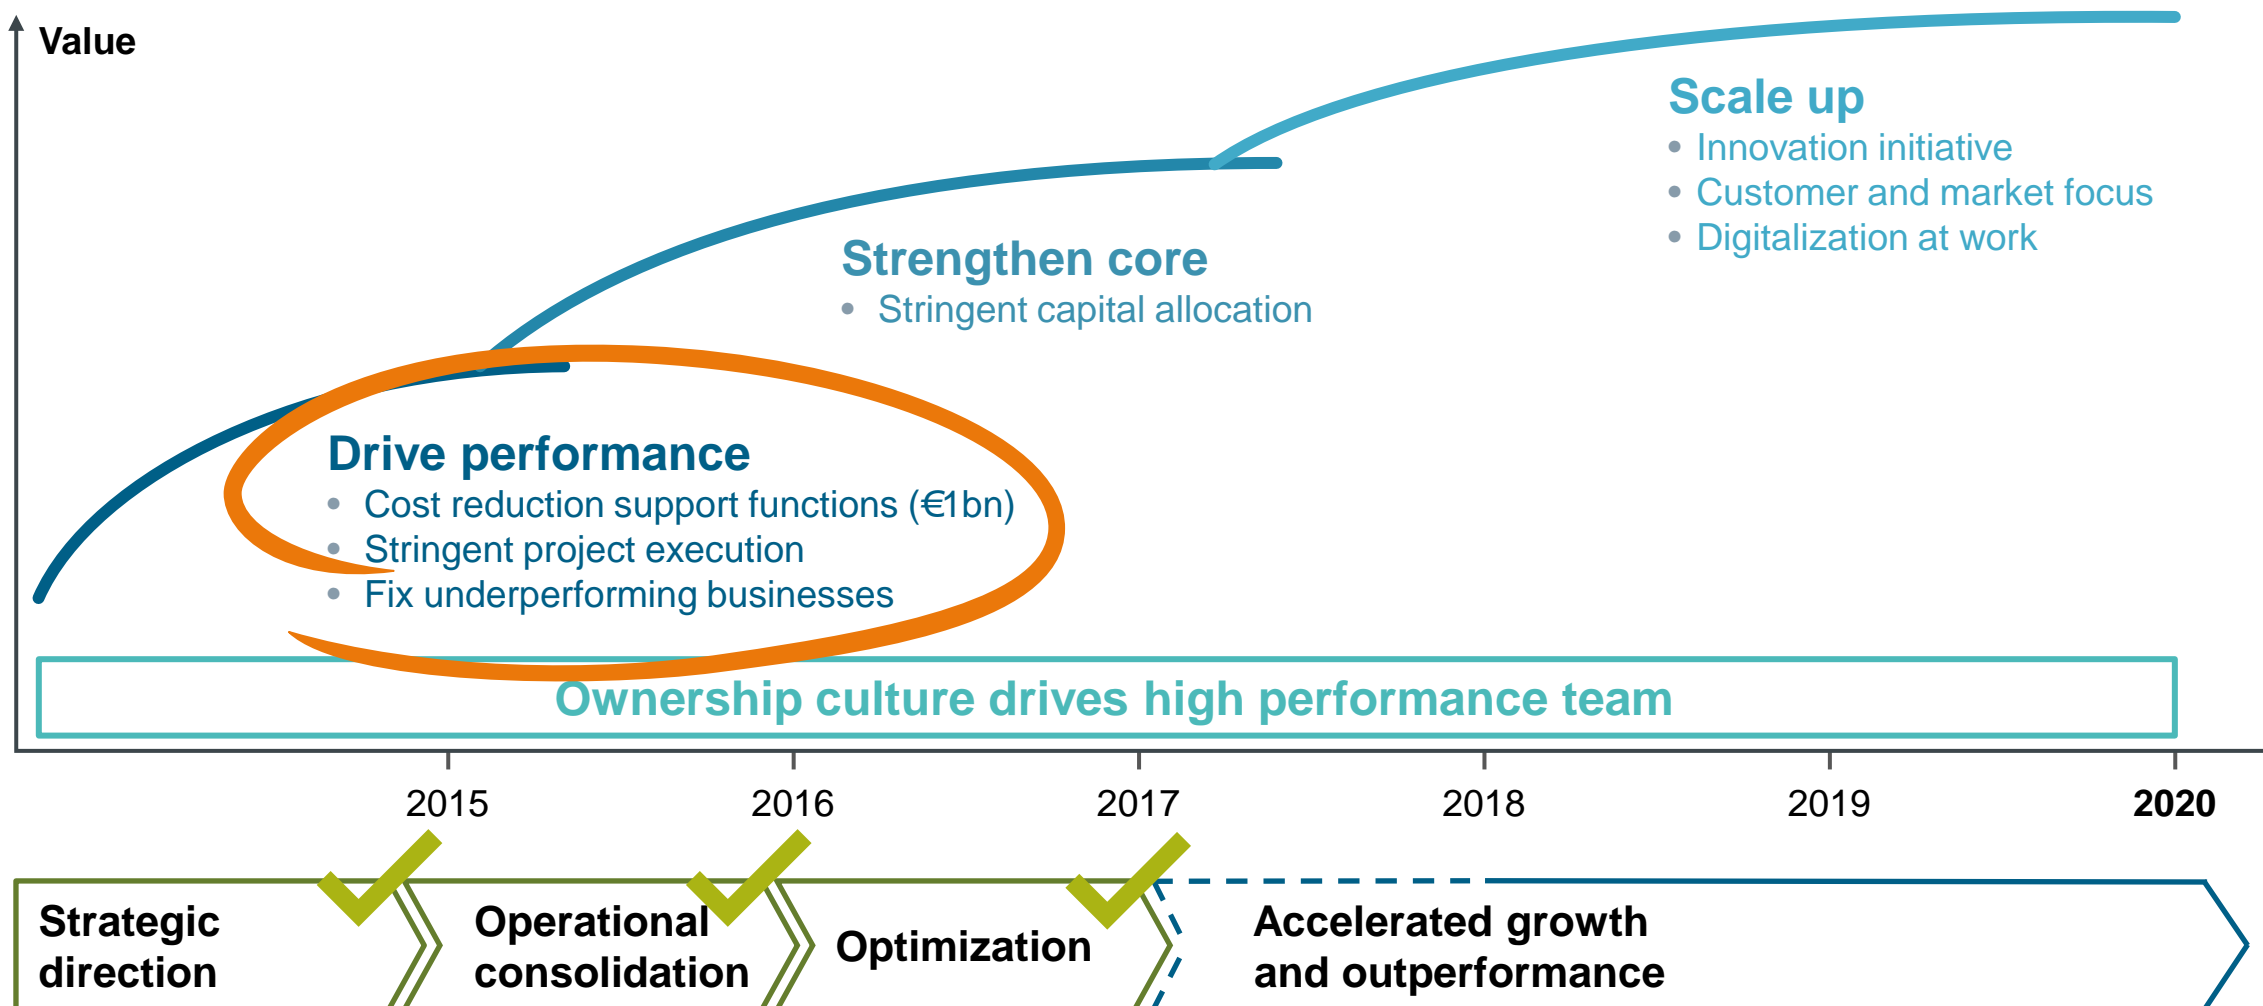 Value
Scale up
• Innovation initiative
• Customer and market focus
• Digitalization at work
Strengthen core
• Stringent capital allocation
Drive performance
• Cost reduction support functions (€1bn)
• Stringent project execution
• Fix underperforming businesses
Ownership culture drives high performance team
2015 2016 2017 2018 2019 2020
Strategic
direction
Operational
consolidation
Optimization
Accelerated growth
and outperformance